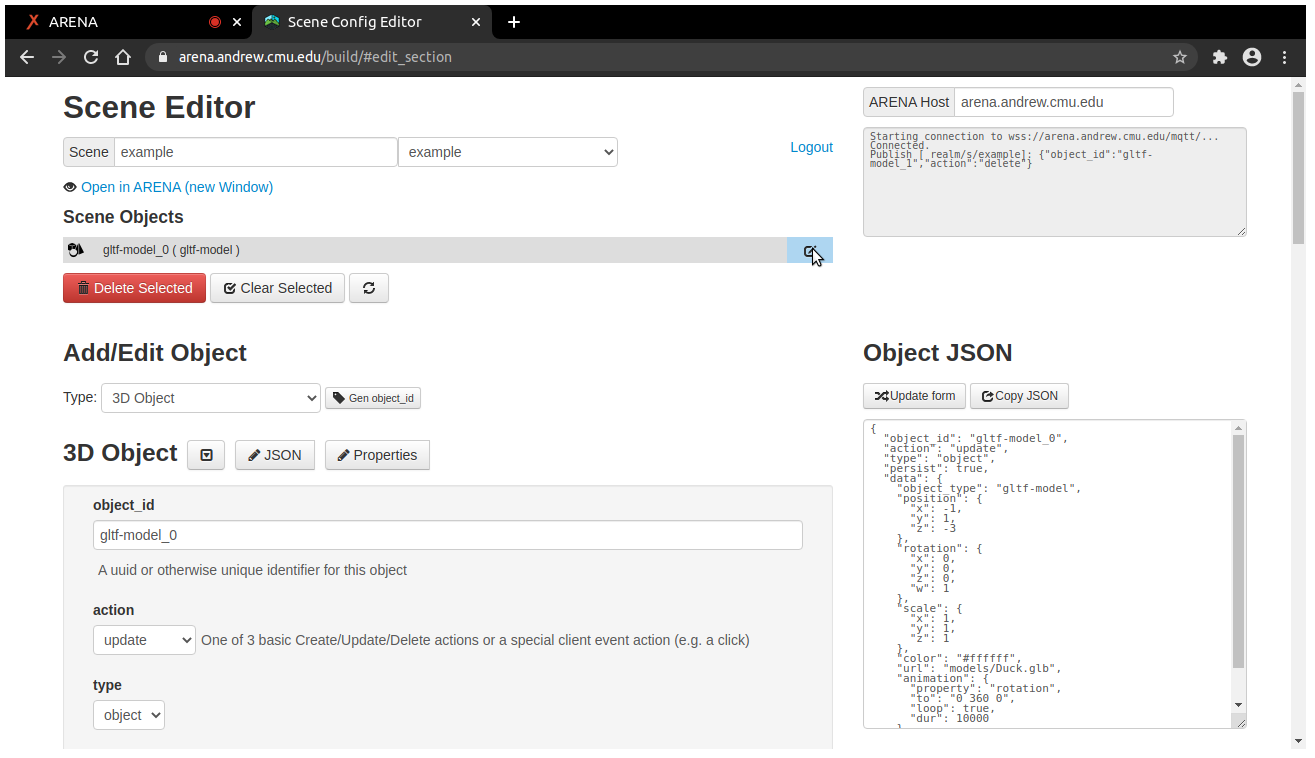 ARENA
Scene Config Editor
arena.andrew.cmu.edu/build/#edit_section
Scene Editor
Scene example example
Logout
Open in ARENA (new Window)
Scene Objects
gltf-model_0 ( gltf-model )
Delete Selected Clear Selected
ARENA Host arena.andrew.cmu.edu
Starting connection to wss://arena.andrew.cmu.edu/mqtt/...
Connected.
Publish [ realm/s/example]: {"object_id":"gltf-
model_1","action":"delete"}
Add/Edit Object
Type: 3D Object Gen object_id
3D Object JSON Properties
object_id
gltf-model_0
A uuid or otherwise unique identifier for this object
action
update One of 3 basic Create/Update/Delete actions or a special client event action (e.g. a click)
type
object
Object JSON
Update form Copy JSON
{
"object_id": "gltf-model_0",
"action": "update",
"type": "object",
"persist": true,
"data": {
"object_type": "gltf-model",
"position": {
"x": -1,
"y": 1,
"z": -3
},
"rotation": {
"x": 0,
"y": 0,
"z": 0,
"w": 1
},
"scale": {
"x": 1,
"y": 1,
"z": 1
},
"color": "#ffffff",
"url": "models/Duck.glb",
"animation": {
"property": "rotation",
"to": "0 360 0",
"loop": true,
"dur": 10000
}